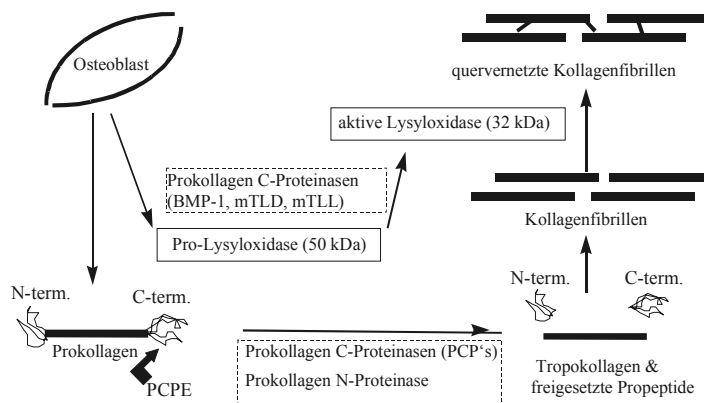 Osteoblast
quervernetzte Kollagenfibrillen
aktive Lysyloxidase (32 kDa)
Prokollagen C-Proteinasen
(BMP-1, mTLD, mTLL)
Pro-Lysyloxidase (50 kDa)
Kollagenfibrillen
N-term.
C-term.
Prokollagen
PCPE
Prokollagen C-Proteinasen (PCP‘s)
Prokollagen N-Proteinase
N-term.
C-term.
Tropokollagen &
freigesetzte Propeptide